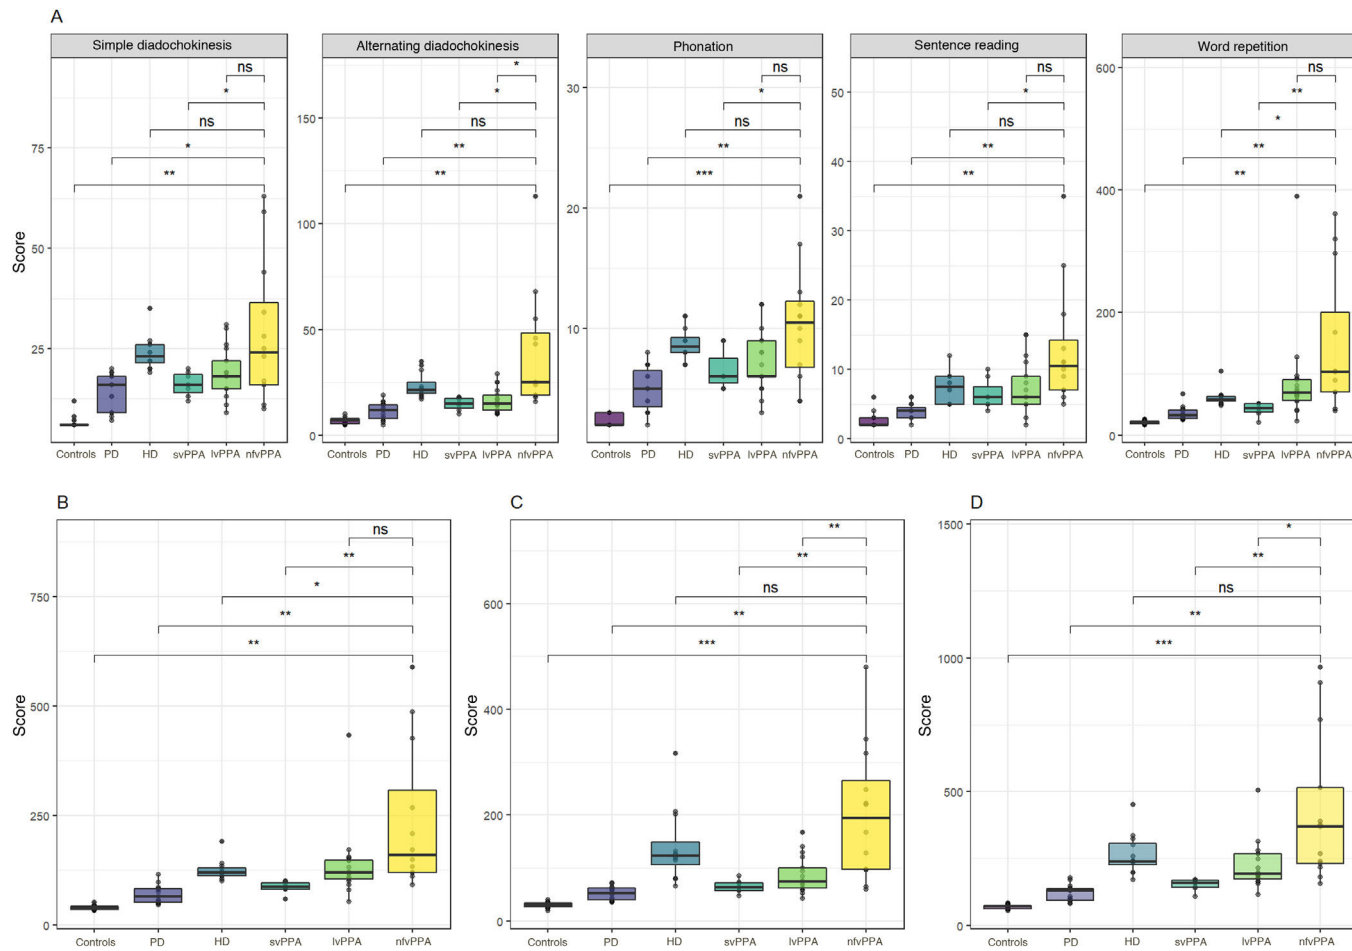 A
Simple diadochokinesis
Alternating diadochokinesis
Phonation
Sentence reading
Word repetition
Score
75
50
25
ns
*
ns
*
**
Controls PD HD svPPA lvPPA nfvPPA
150
100
50
0
*
*
ns
**
**
Controls PD HD svPPA lvPPA nfvPPA
30
20
10
ns
*
ns
**
***
Controls PD HD svPPA lvPPA nfvPPA
50
40
30
20
10
0
ns
*
ns
**
**
Controls PD HD svPPA lvPPA nfvPPA
600
400
200
0
ns
**
*
**
**
Controls PD HD svPPA lvPPA nfvPPA
B
Score
750
500
250
0
ns
**
*
**
**
Controls PD HD svPPA lvPPA nfvPPA
C
Score
600
400
200
0
**
**
ns
**
***
Controls PD HD svPPA lvPPA nfvPPA
D
Score
1500
1000
500
0
*
**
ns
**
***
Controls PD HD svPPA lvPPA nfvPPA